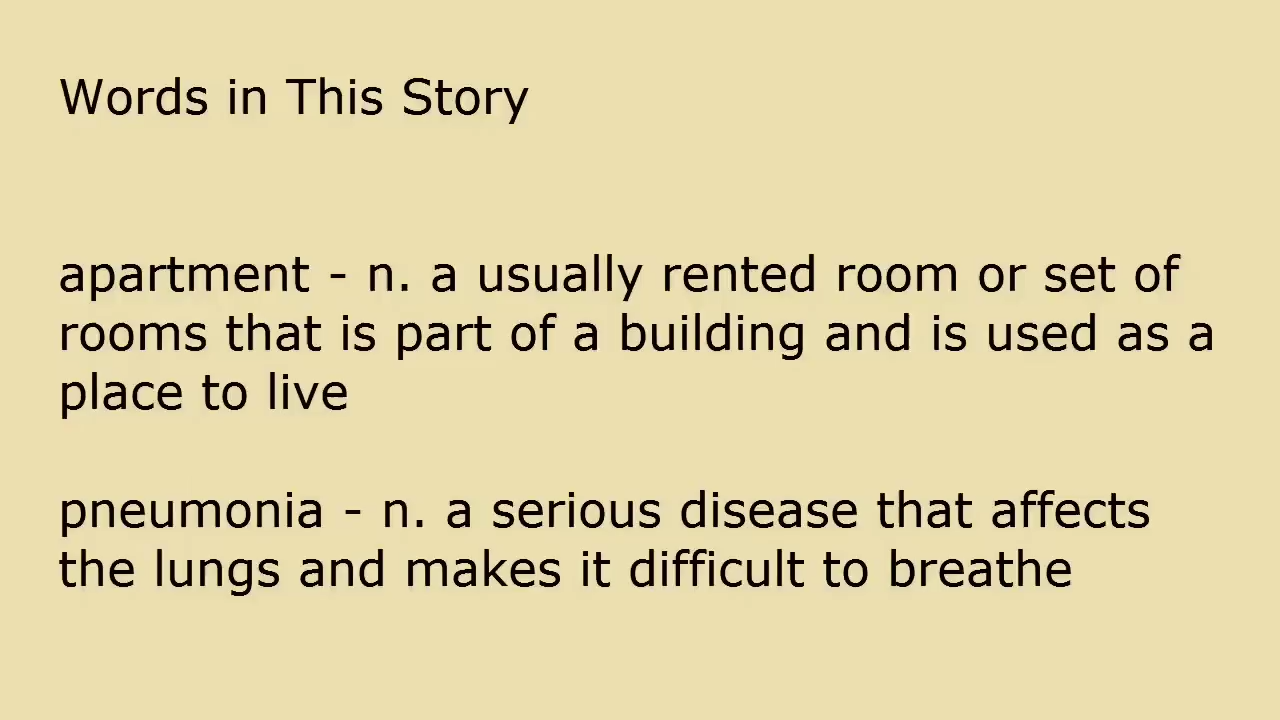 Words in This Story
apartment - n. a usually rented room or set of
rooms that is part of a building and is used as a
place to live
pneumonia - n. a serious disease that affects
the lungs and makes it difficult to breathe